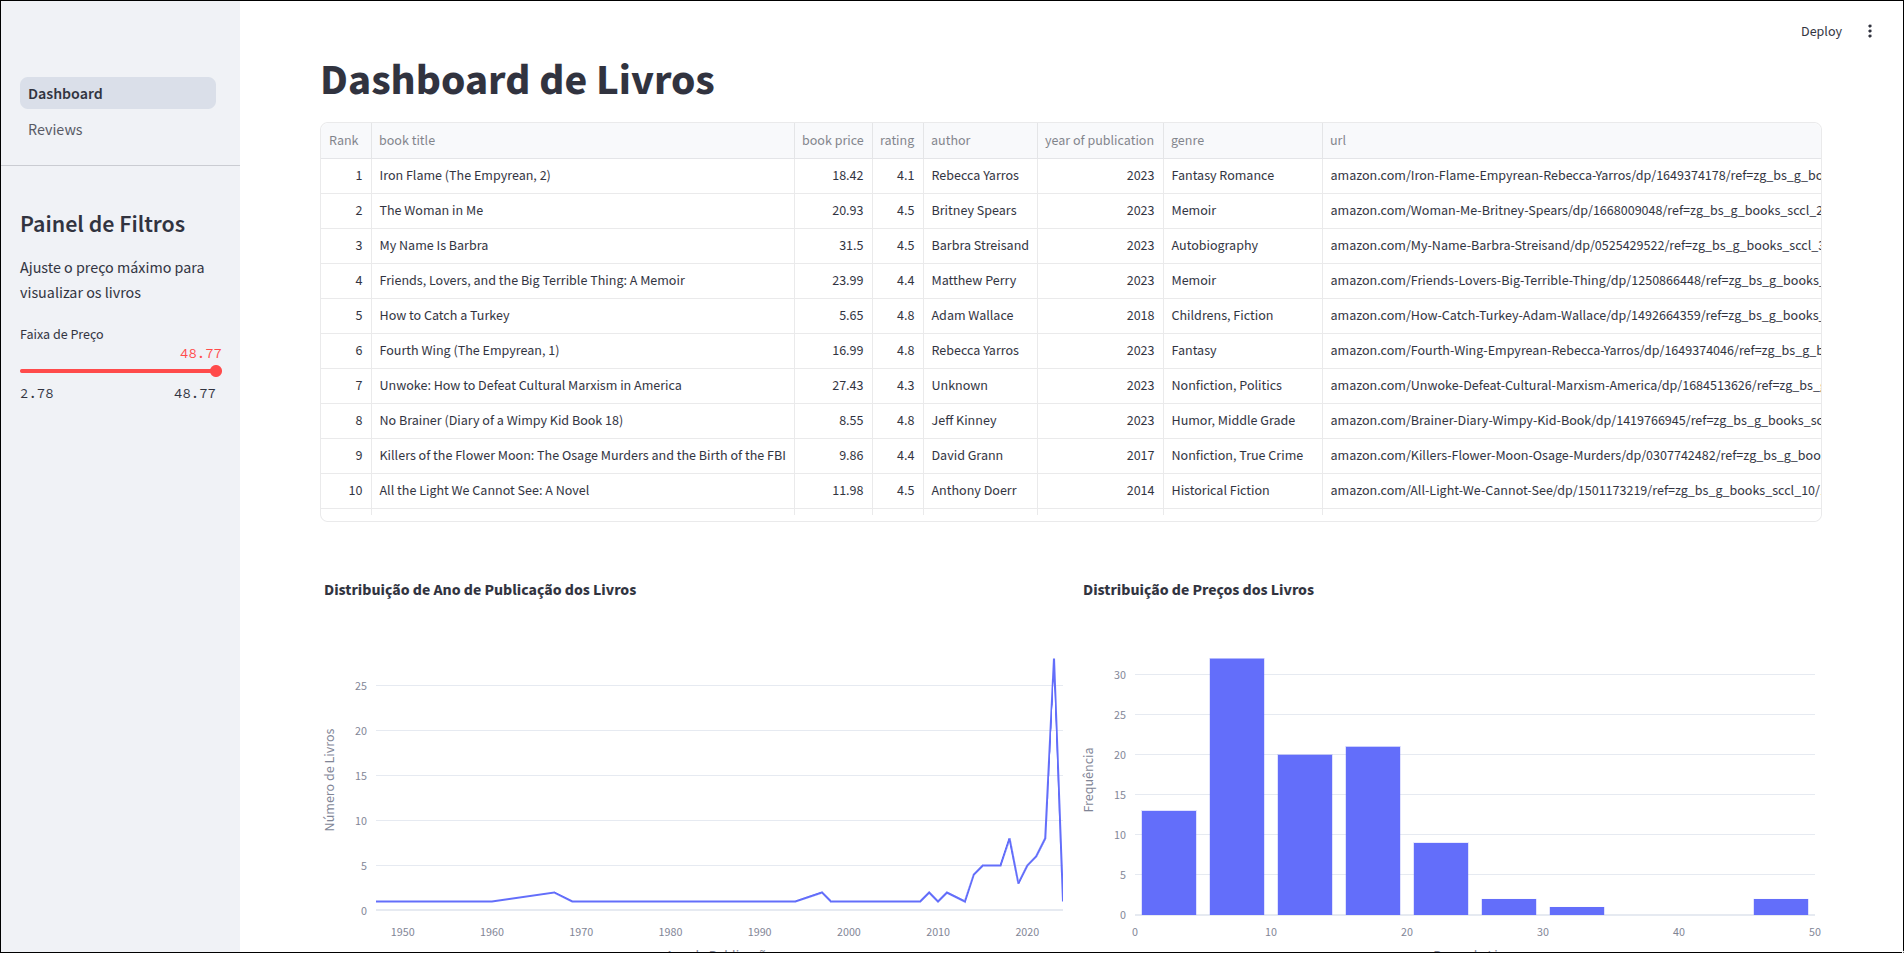 Deploy
Dashboard
Reviews
Painel de Filtros
Ajuste o preço máximo para
visualizar os livros
Faixa de Preço
48.77
2.78 48.77
Dashboard de Livros
Rank book title book price rating author year of publication genre url
1 Iron Flame (The Empyrean, 2) 18.42 4.1 Rebecca Yarros 2023 Fantasy Romance amazon.com/Iron-Flame-Empyrean-Rebecca-Yarros/dp/1649374178/ref=zg_bs_g_bo
2 The Woman in Me 20.93 4.5 Britney Spears 2023 Memoir amazon.com/Woman-Me-Britney-Spears/dp/1668009048/ref=zg_bs_g_books_sccl_2
3 My Name Is Barbra 31.5 4.5 Barbra Streisand 2023 Autobiography amazon.com/My-Name-Barbra-Streisand/dp/0525429522/ref=zg_bs_g_books_sccl_3
4 Friends, Lovers, and the Big Terrible Thing: A Memoir 23.99 4.4 Matthew Perry 2023 Memoir amazon.com/Friends-Lovers-Big-Terrible-Thing/dp/1250866448/ref=zg_bs_g_books_
5 How to Catch a Turkey 5.65 4.8 Adam Wallace 2018 Childrens, Fiction amazon.com/How-Catch-Turkey-Adam-Wallace/dp/1492664359/ref=zg_bs_g_books_
6 Fourth Wing (The Empyrean, 1) 16.99 4.8 Rebecca Yarros 2023 Fantasy amazon.com/Fourth-Wing-Empyrean-Rebecca-Yarros/dp/1649374046/ref=zg_bs_g_b
7 Unwoke: How to Defeat Cultural Marxism in America 27.43 4.3 Unknown 2023 Nonfiction, Politics amazon.com/Unwoke-Defeat-Cultural-Marxism-America/dp/1684513626/ref=zg_bs_
8 No Brainer (Diary of a Wimpy Kid Book 18) 8.55 4.8 Jeff Kinney 2023 Humor, Middle Grade amazon.com/Brainer-Diary-Wimpy-Kid-Book/dp/1419766945/ref=zg_bs_g_books_sc
9 Killers of the Flower Moon: The Osage Murders and the Birth of the FBI 9.86 4.4 David Grann 2017 Nonfiction, True Crime amazon.com/Killers-Flower-Moon-Osage-Murders/dp/0307742482/ref=zg_bs_g_boo
10 All the Light We Cannot See: A Novel 11.98 4.5 Anthony Doerr 2014 Historical Fiction amazon.com/All-Light-We-Cannot-See/dp/1501173219/ref=zg_bs_g_books_sccl_10/
Distribuição de Ano de Publicação dos Livros
Número de Livros
25
20
15
10
5
0
1950 1960 1970 1980 1990 2000 2010 2020
Distribuição de Preços dos Livros
Frequência
30
25
20
15
10
5
0
0 10 20 30 40 50